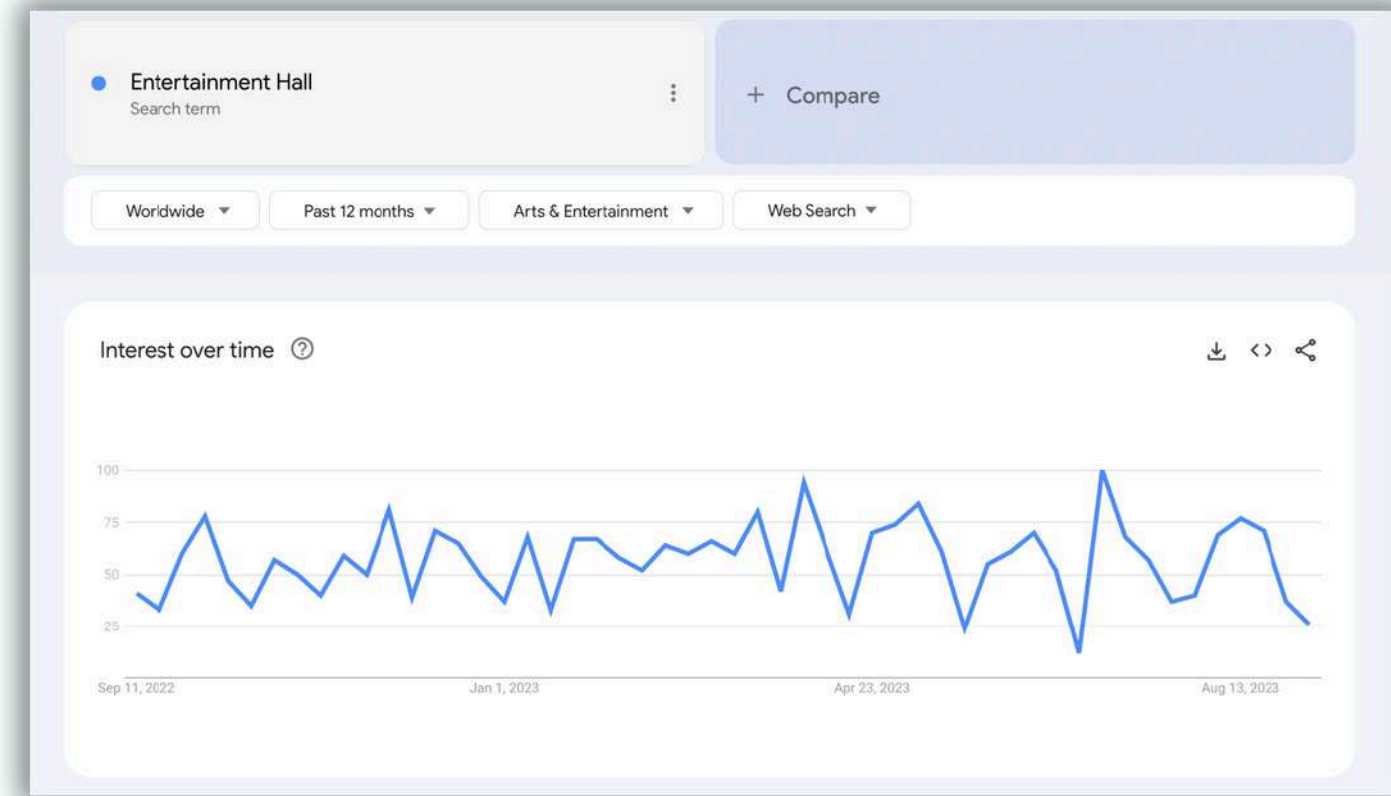 Entertainment Hall
Search term
+ Compare
Worldwide
Past 12 months
Arts & Entertainment
Web Search
Interest over time
100
75
50
25
Sep 11, 2022
Jan 1, 2023
Apr 23, 2023
Aug 13, 2023